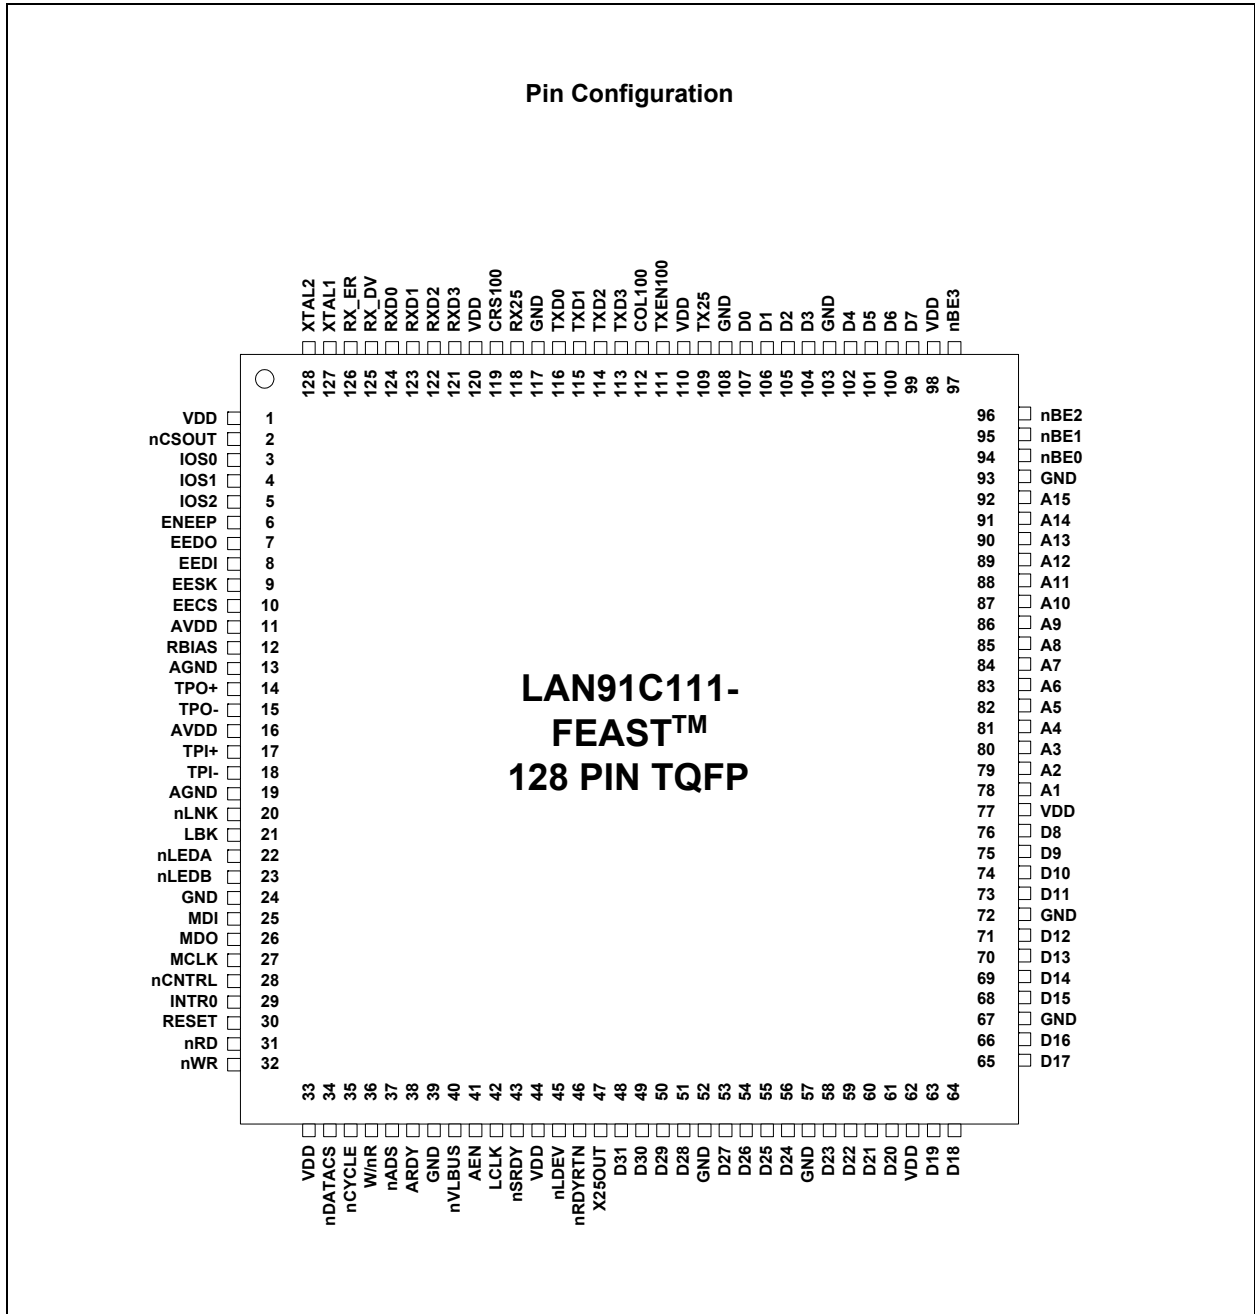 Pin Configuration
XTAL2
XTAL1
RX_ER
RX_DV
RXD0
RXD1
RXD2
RXD3
VDD
CRS100
RX25
GND
TXD0
TXD1
TXD2
TXD3
COL100
TXEN100
VDD
TX25
GND
D0
D1
D2
D3
GND
D4
D5
D6
D7
VDD
nBE3
128
127
126
125
124
123
122
121
120
119
118
117
116
115
114
113
112
111
110
109
108
107
106
105
104
103
102
101
100
99
98
97
VDD 1
nCSOUT 2
IOS0 3
IOS1 4
IOS2 5
ENEEP 6
EEDO 7
EEDI 8
EESK 9
EECS 10
AVDD 11
RBIAS 12
AGND 13
TPO+ 14
TPO- 15
AVDD 16
TPI+ 17
TPI- 18
AGND 19
nLNK 20
LBK 21
nLEDA 22
nLEDB 23
GND 24
MDI 25
MDO 26
MCLK 27
nCNTRL 28
INTR0 29
RESET 30
nRD 31
nWR 32
LAN91C111-
FEAST™
128 PIN TQFP
96 nBE2
95 nBE1
94 nBE0
93 GND
92 A15
91 A14
90 A13
89 A12
88 A11
87 A10
86 A9
85 A8
84 A7
83 A6
82 A5
81 A4
80 A3
79 A2
78 A1
77 VDD
76 D8
75 D9
74 D10
73 D11
72 GND
71 D12
70 D13
69 D14
68 D15
67 GND
66 D16
65 D17
33
34
35
36
37
38
39
40
41
42
43
44
45
46
47
48
49
50
51
52
53
54
55
56
57
58
59
60
61
62
63
64
VDD
nDATACS
nCYCLE
W/nR
nADS
ARDY
GND
nVLBUS
AEN
LCLK
nSRDY
VDD
nLDEV
nRDYRTN
X25OUT
D31
D30
D29
D28
GND
D27
D26
D25
D24
GND
D23
D22
D21
D20
VDD
D19
D18